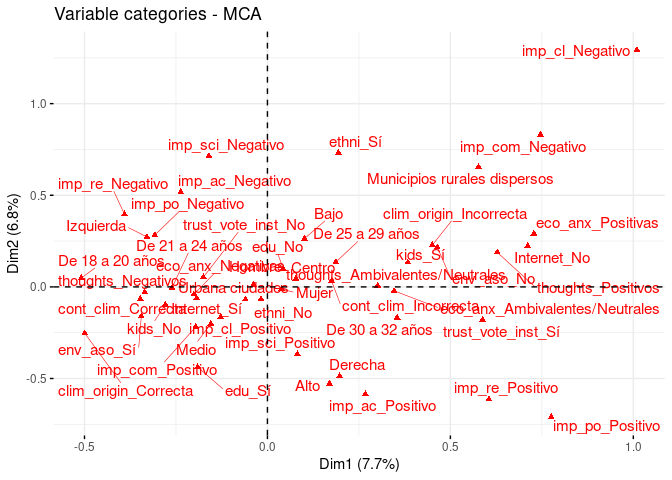 Variable categories - MCA
imp_cl_Negativo
1.0
imp_sci_Negativo
ethni_Sí
imp_com_Negativo
imp_re_Negativo
imp_ac_Negativo
Municipios rurales dispersos
0.5
imp_po_Negativo
Izquierda
trust_vote_inst_No
Bajo
clim_origin_Incorrecta
eco_anx_Positivas
De 21 a 24 años
edu_No
De 25 a 29 años
De 18 a 20 años
eco_anx_Negativas
Centro
kids_Sí
Internet_No
thoughts_Negativos
thoughts_Ambivalentes/Neutrales
env_aso_No
thoughts_Positivos
0.0
ciudades
Mujer
cont_clim_Correcta
Internet_Sí
ethni_No
cont_clim_Incorrecta
eco_anx_Ambivalentes/Neutrales
kids_No
imp_cl_Positivo
De 30 a 32 años
trust_vote_inst_Sí
env_aso_Sí
Medio
imp_sci_Positivo
imp_com_Positivo
Derecha
clim_origin_Correcta
edu_Sí
Alto
imp_re_Positivo
-0.5
imp_ac_Positivo
imp_po_Positivo
-0.5
0.0
0.5
1.0
Dim1 (7.7%)
Dim2 (6.8%)